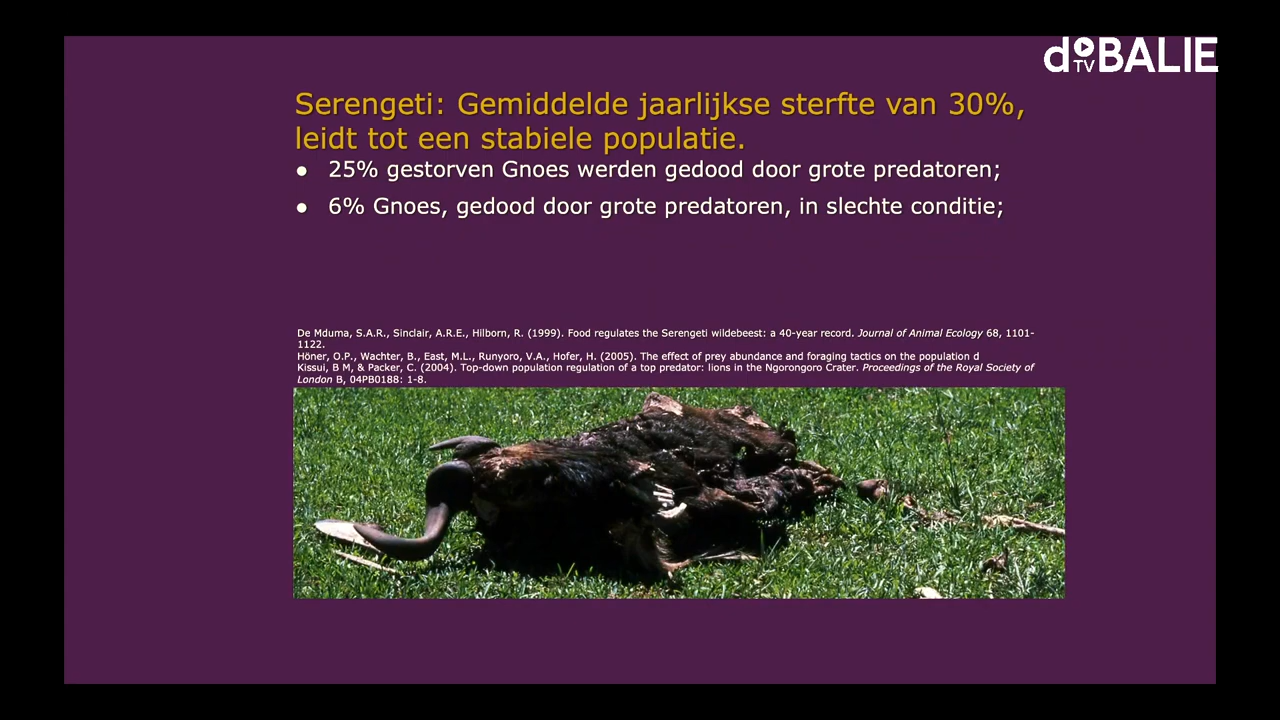 de BALIE
TV
Serengeti: Gemiddelde jaarlijkse sterfte van 30%,
leidt tot een stabiele populatie.
● 25% gestorven Gnoes werden gedood door grote predatoren;
● 6% Gnoes, gedood door grote predatoren, in slechte conditie;
De Mduma, S.A.R., Sinclair, A.R.E., Hilborn, R. (1999). Food regulates the Serengeti wildebeest: a 40-year record. Journal of Animal Ecology 68, 1101-
1122.
Höner, O.P., Wachter, B., East, M.L., Runyoro, V.A., Hofer, H. (2005). The effect of prey abundance and foraging tactics on the population d
Kissui, B M, & Packer, C. (2004). Top-down population regulation of a top predator: lions in the Ngorongoro Crater. Proceedings of the Royal Society of
London B, 04PB0188: 1-8.